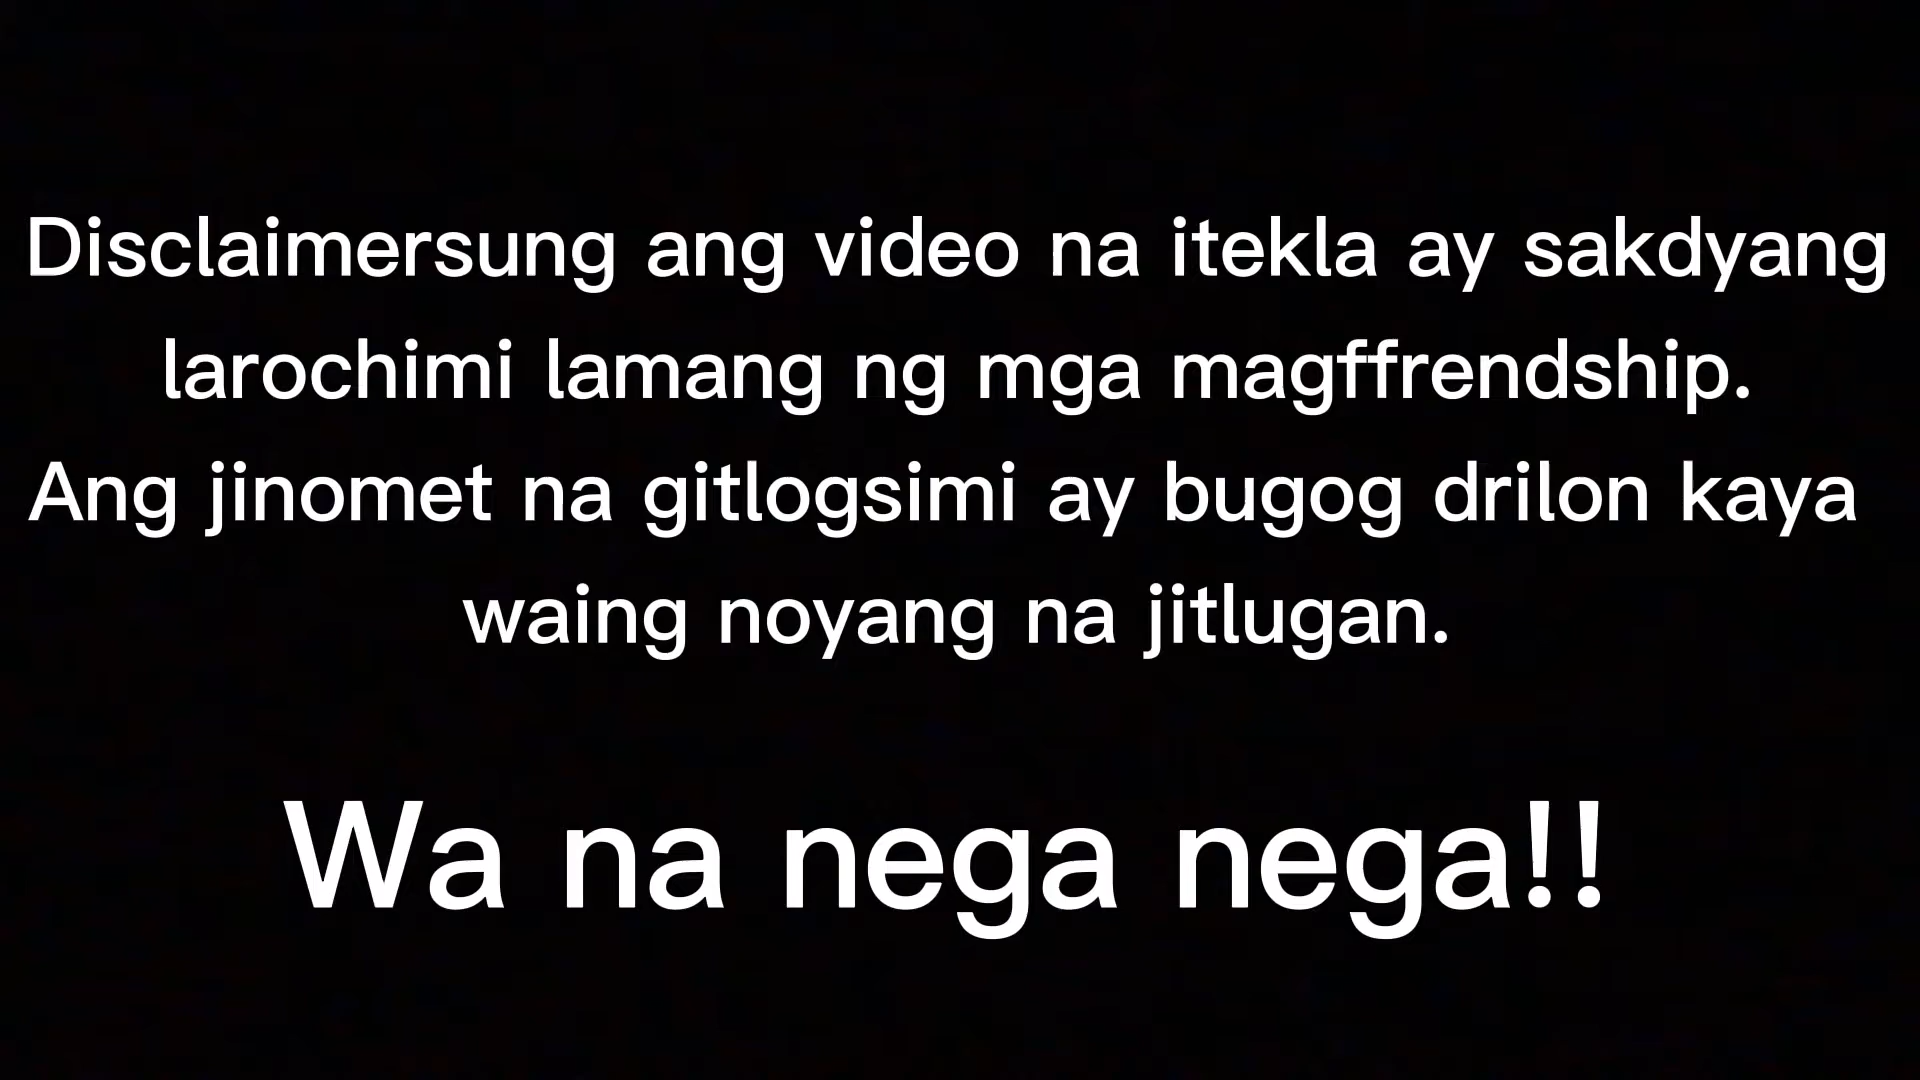 Disclaimersung ang video na itekla ay sakdyang
larochimi lamang ng mga magffrendship.
Ang jinomet na gitlogsimi ay bugog drilon kaya
waing noyang na jitlugan.
Wa na nega nega!!